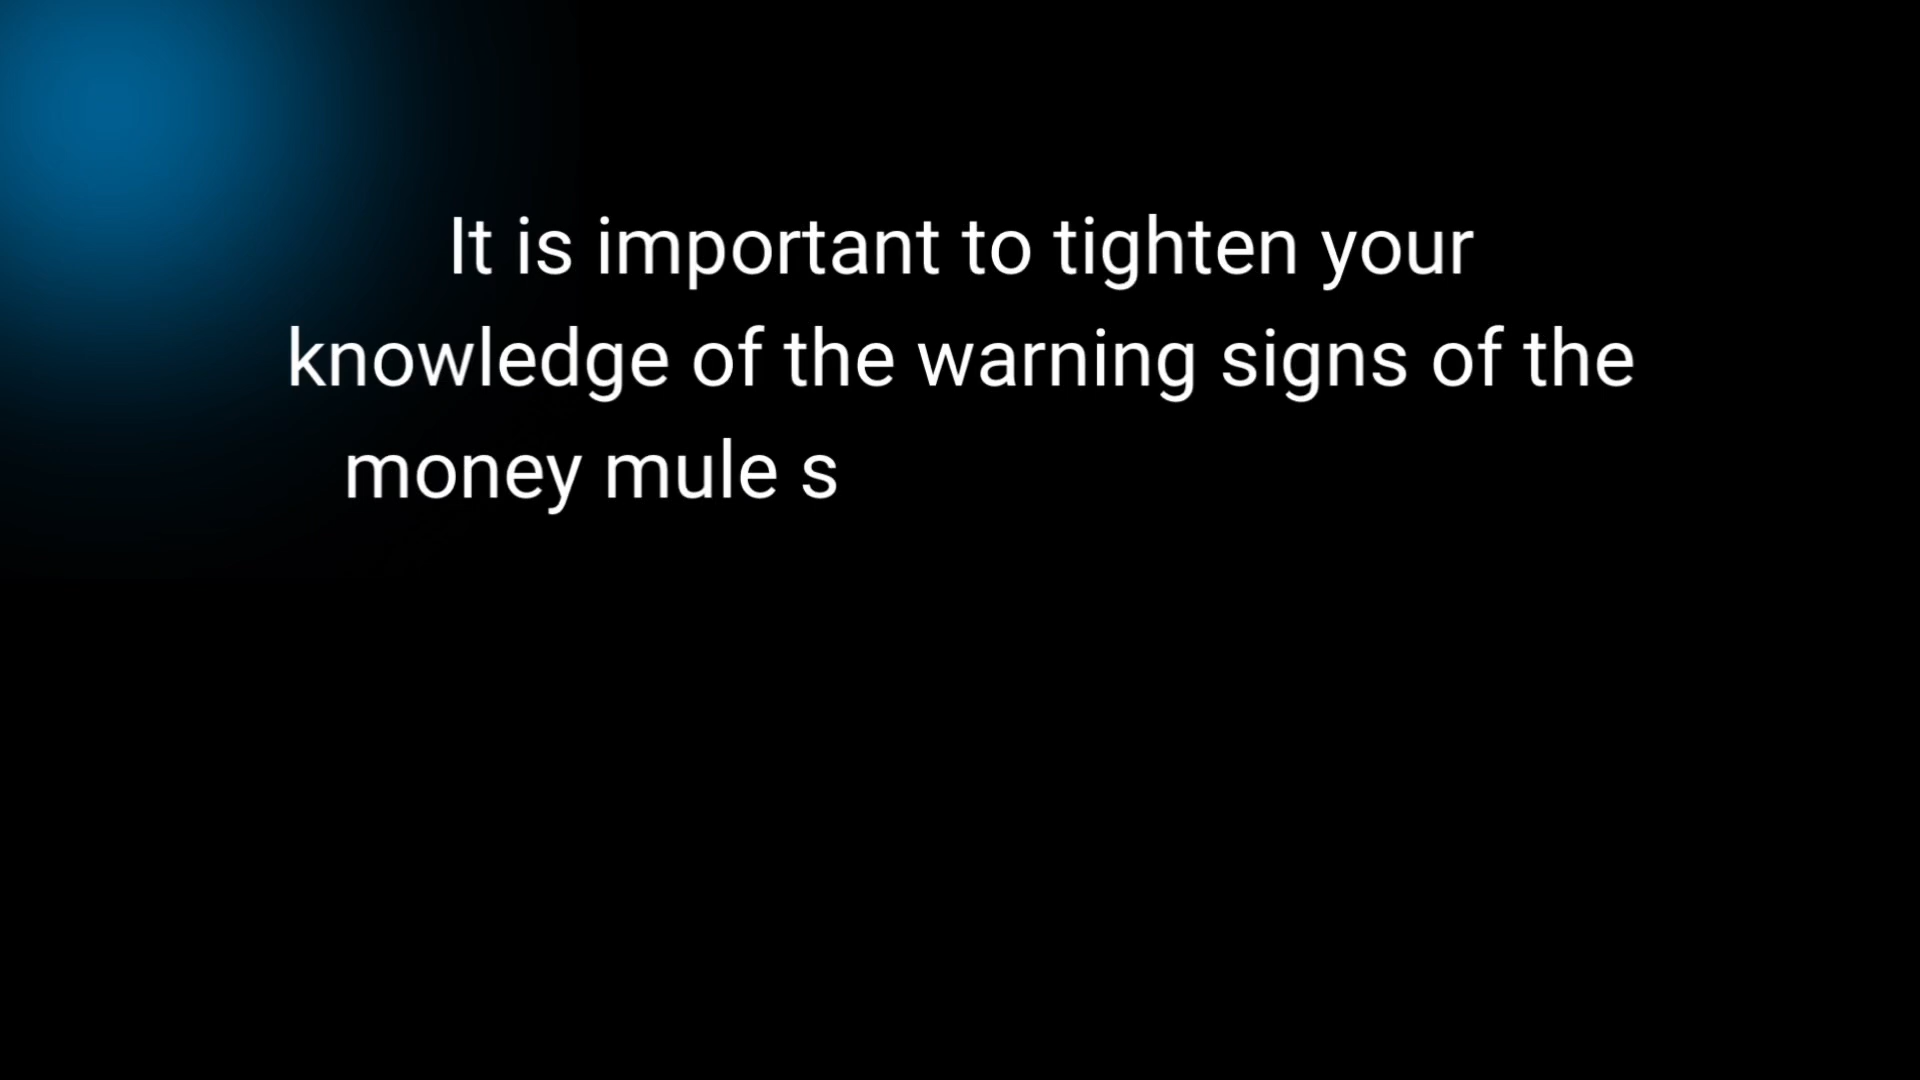 It is important to tighten your
knowledge of the warning signs of the
money mule s